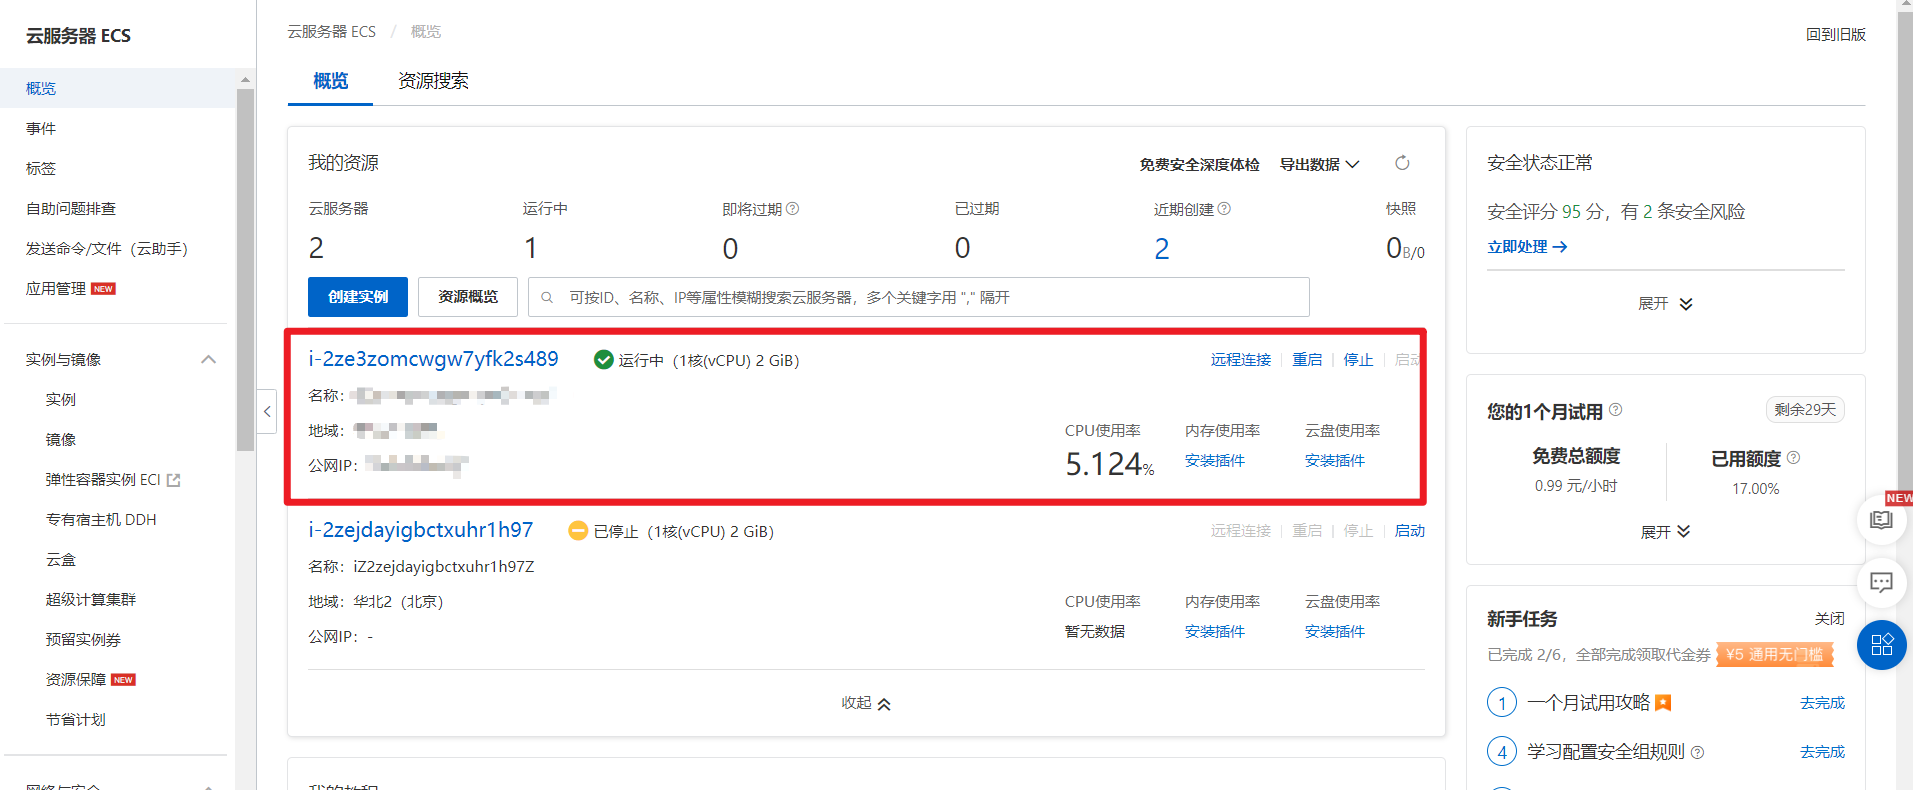 云服务器 ECS
概览
事件
标签
自助问题排查
发送命令/文件（云助手）
应用管理 NEW
实例与镜像
实例
镜像
弹性容器实例 ECI
专有宿主机 DDH
云盒
超级计算集群
预留实例券
资源保障 NEW
节省计划
网络与安全
云服务器 ECS / 概览
回到旧版
概览 资源搜索
我的资源
免费安全深度体检 导出数据
云服务器 运行中 即将过期 已过期 近期创建 快照
2 1 0 0 2 0B/0
创建实例 资源概览 可按ID、名称、IP等属性模糊搜索云服务器，多个关键字用 "," 隔开
i-2ze3zomcwgw7yfk2s489 运行中（1核(vCPU) 2 GiB）
远程连接 重启 停止 启动
名称：
地域：
公网IP：
CPU使用率 内存使用率 云盘使用率
5.124% 安装插件 安装插件
i-2zejdayigbctxuhr1h97 已停止（1核(vCPU) 2 GiB）
远程连接 重启 停止 启动
名称：iZ2zejdayigbctxuhr1h97Z
地域：华北2（北京）
公网IP：-
CPU使用率 内存使用率 云盘使用率
暂无数据 安装插件 安装插件
收起
我的教程
安全状态正常
安全评分 95 分，有 2 条安全风险
立即处理
展开
您的1个月试用 剩余29天
免费总额度 已用额度
0.99 元/小时 17.00%
展开
新手任务 关闭
已完成 2/6，全部完成领取代金券 ¥5 通用无门槛
1 一个月试用攻略 去完成
4 学习配置安全组规则 去完成
NEW